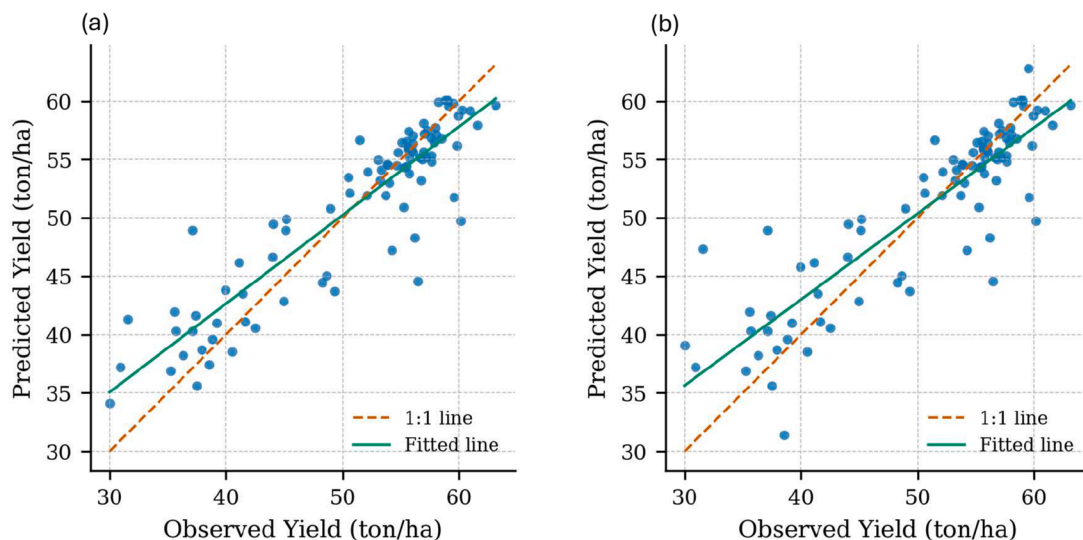 (a)
Predicted Yield (ton/ha)
60
55
50
45
40
35
30
1:1 line
Fitted line
30 40 50 60
Observed Yield (ton/ha)
(b)
Predicted Yield (ton/ha)
60
55
50
45
40
35
30
1:1 line
Fitted line
30 40 50 60
Observed Yield (ton/ha)